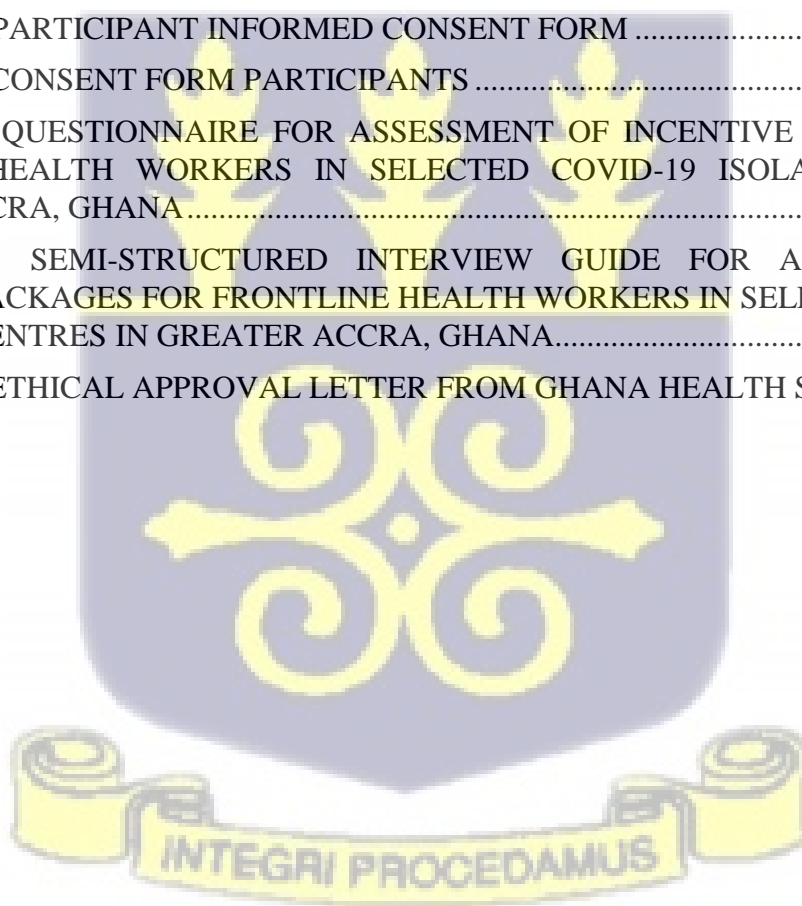 PARTICIPANT INFORMED CONSENT FORM ........................
CONSENT FORM PARTICIPANTS ................................................
QUESTIONNAIRE FOR ASSESSMENT OF INCENTIVE
HEALTH WORKERS IN SELECTED COVID-19 ISOLA
CRA, GHANA ................................................................................................
SEMI-STRUCTURED INTERVIEW GUIDE FOR A
ACKAGES FOR FRONTLINE HEALTH WORKERS IN SELE
ENTRES IN GREATER ACCRA, GHANA....................................
ETHICAL APPROVAL LETTER FROM GHANA HEALTH S
INTEGRI PROCEDAMUS